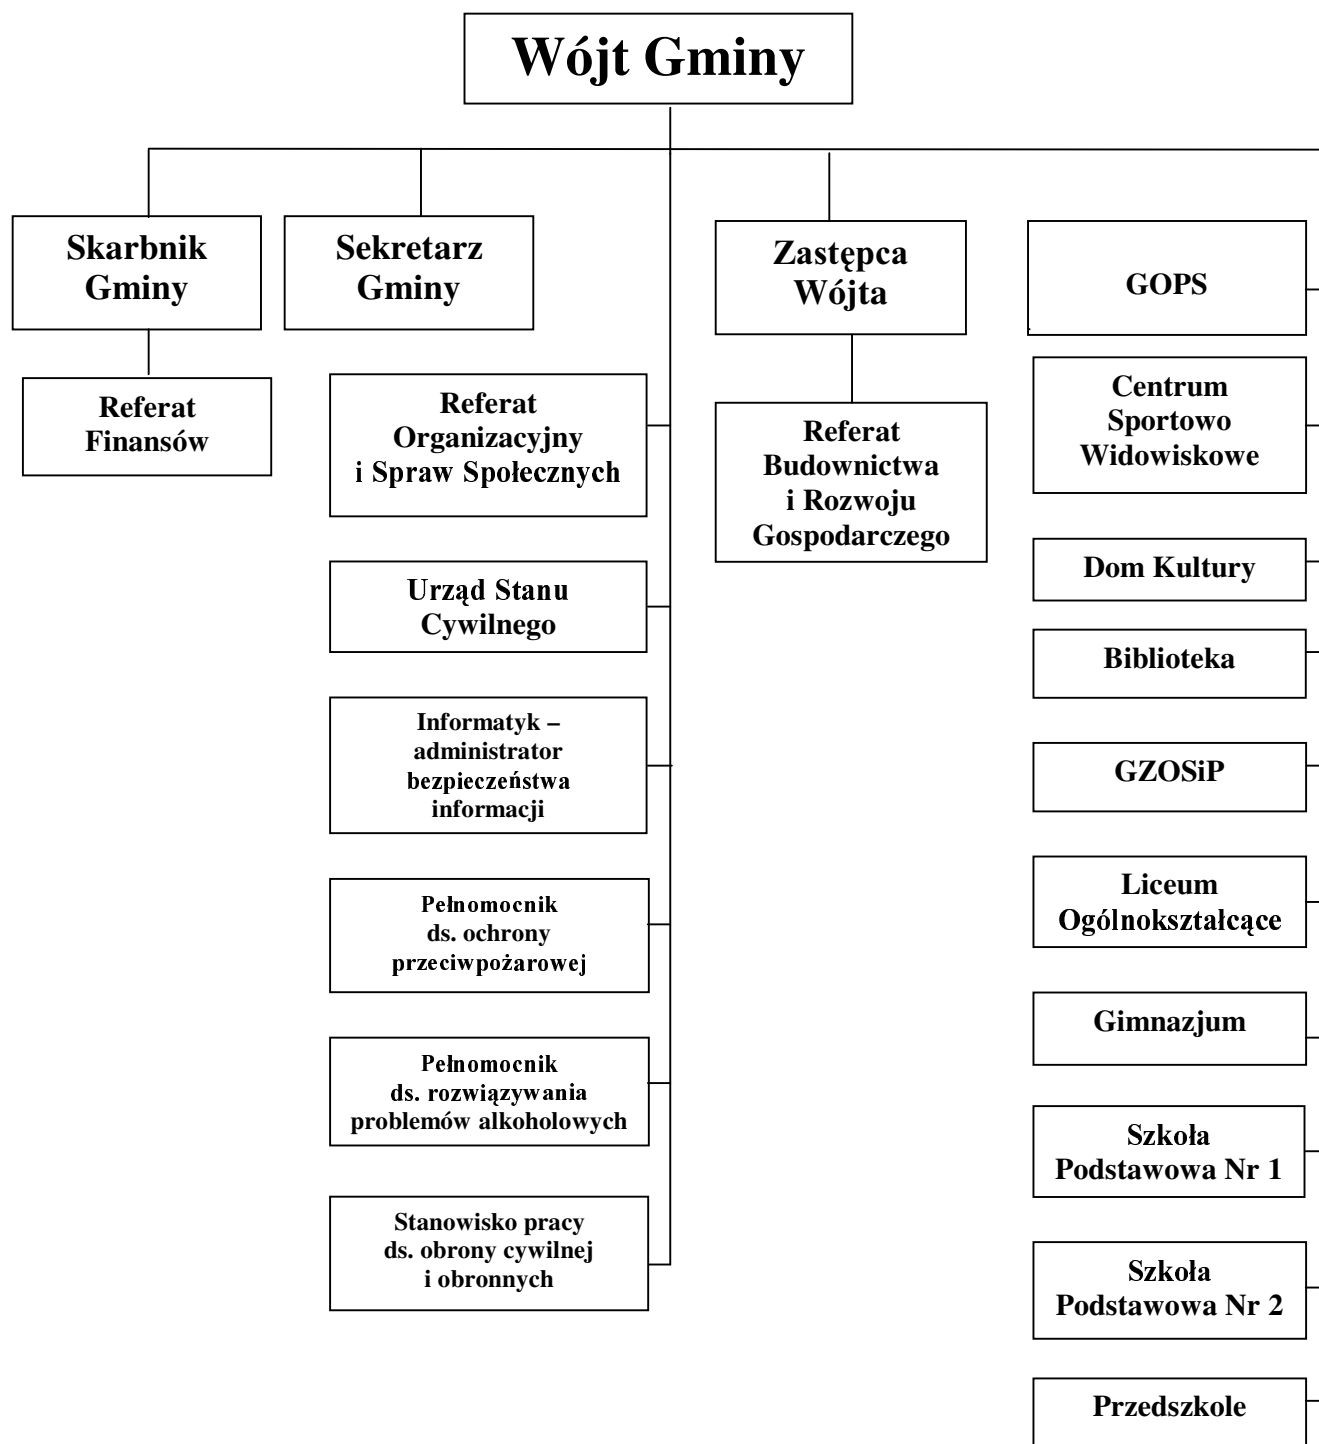 Wójt Gminy
Skarbnik
Gminy
Sekretarz
Gminy
Zastępca
Wójta
GOPS
Referat
Finansów
Referat
Organizacyjny
i Spraw Społecznych
Referat
Budownictwa
i Rozwoju
Gospodarczego
Centrum
Sportowo
Widowiskowe
Urząd Stanu
Cywilnego
Dom Kultury
Biblioteka
Informatyk –
administrator
bezpieczeństwa
informacji
GZOSiP
Pełnomocnik
ds. ochrony
przeciwpożarowej
Liceum
Ogólnokształcące
Gimnazjum
Pełnomocnik
ds. rozwiązywania
problemów alkoholowych
Szkoła
Podstawowa Nr 1
Stanowisko pracy
ds. obrony cywilnej
i obronnych
Szkoła
Podstawowa Nr 2
Przedszkole